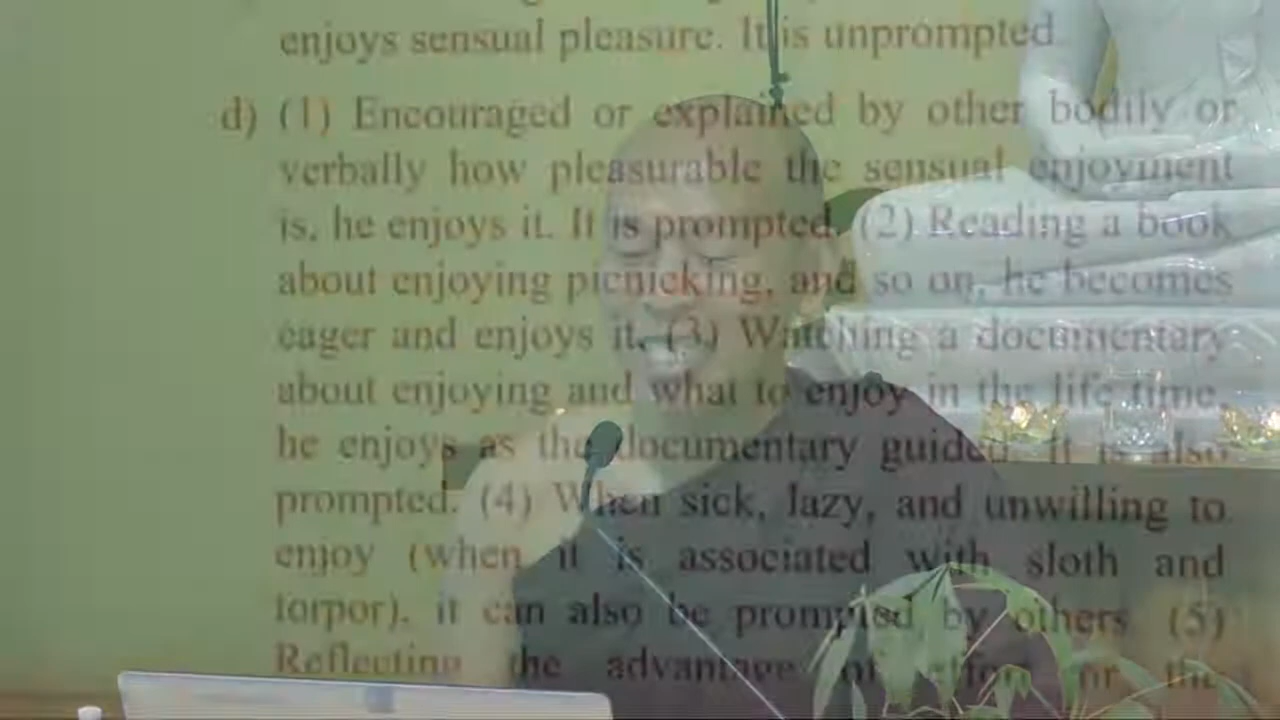 enjoys sensual pleasure. It is unprompted
d) (1) Encouraged or explained by other bodily or
verbally how pleasurable the sensual enjoyment
is, he enjoys it. It is prompted. (2) Reading a book
about enjoying picnicking, and so on, he becomes
eager and enjoys it. (3) Watching a documentary
about enjoying and what to enjoy in the life time,
he enjoys as the documentary guided. It is also
prompted. (4) When sick, lazy, and unwilling to
enjoy (when it is associated with sloth and
torpor), it can also be prompted by others (5)
Reflecting the advantage of effort or the